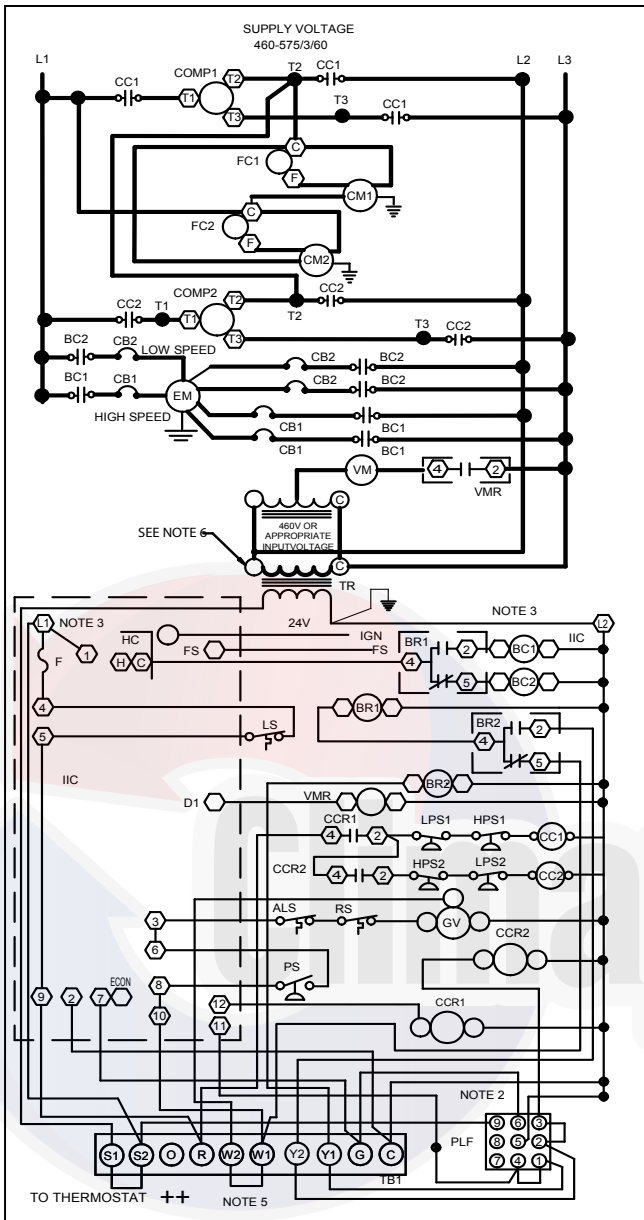 SUPPLY VOLTAGE
460-575/3/60
L1 L2 L3
CC1 COMP1 T2 T2 CC1
T1 T3 T3 CC1
C
FC1
F
CM1
C
FC2
F
CM2
COMP2 T2 CC2
CC2 T1 T1 T2
T3 T3 CC2
BC2 CB2 LOW SPEED CB2 BC2
BC1 CB1 CB2 BC2
EM
HIGH SPEED CB1
CB1 BC1
VM 4 2
VMR
C
460V OR
APPROPRIATE
INPUTVOLTAGE
SEE NOTE 6
C
TR
L1 NOTE 3 24V NOTE 3 L2
HC IGN BR1 IIC
F 1 H C FS FS 4 2 BC1
5 BC2
4 BR1 BR2
LS 4 2
5 5
IIC BR2
D1 VMR
CCR1 LPS1 HPS1
4 2 CC1
CCR2 HPS2 LPS2
4 2 CC2
3 ALS RS
GV
6 CCR2
PS
8
ECON 12 CCR1
9 2 7 10 11
NOTE 2
9 6 3
PLF 8 5 2
7 4 1
S1 S2 O R W2 W1 Y2 Y1 G C
TB1
TO THERMOSTAT ++ NOTE 5
Clima